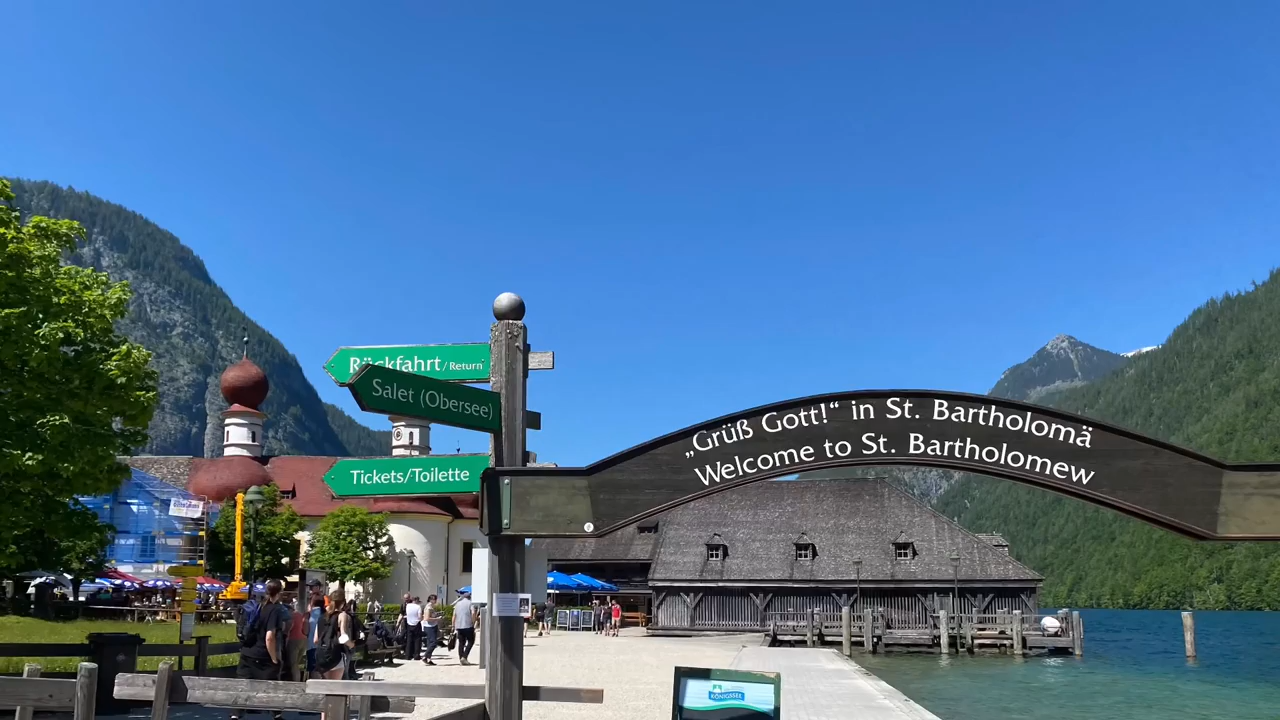 Rückfahrt / Return
Salet (Obersee)
Tickets/Toilette
„Grüß Gott!“ in St. Bartholomä
Welcome to St. Bartholomew
KÖNIGSSEE